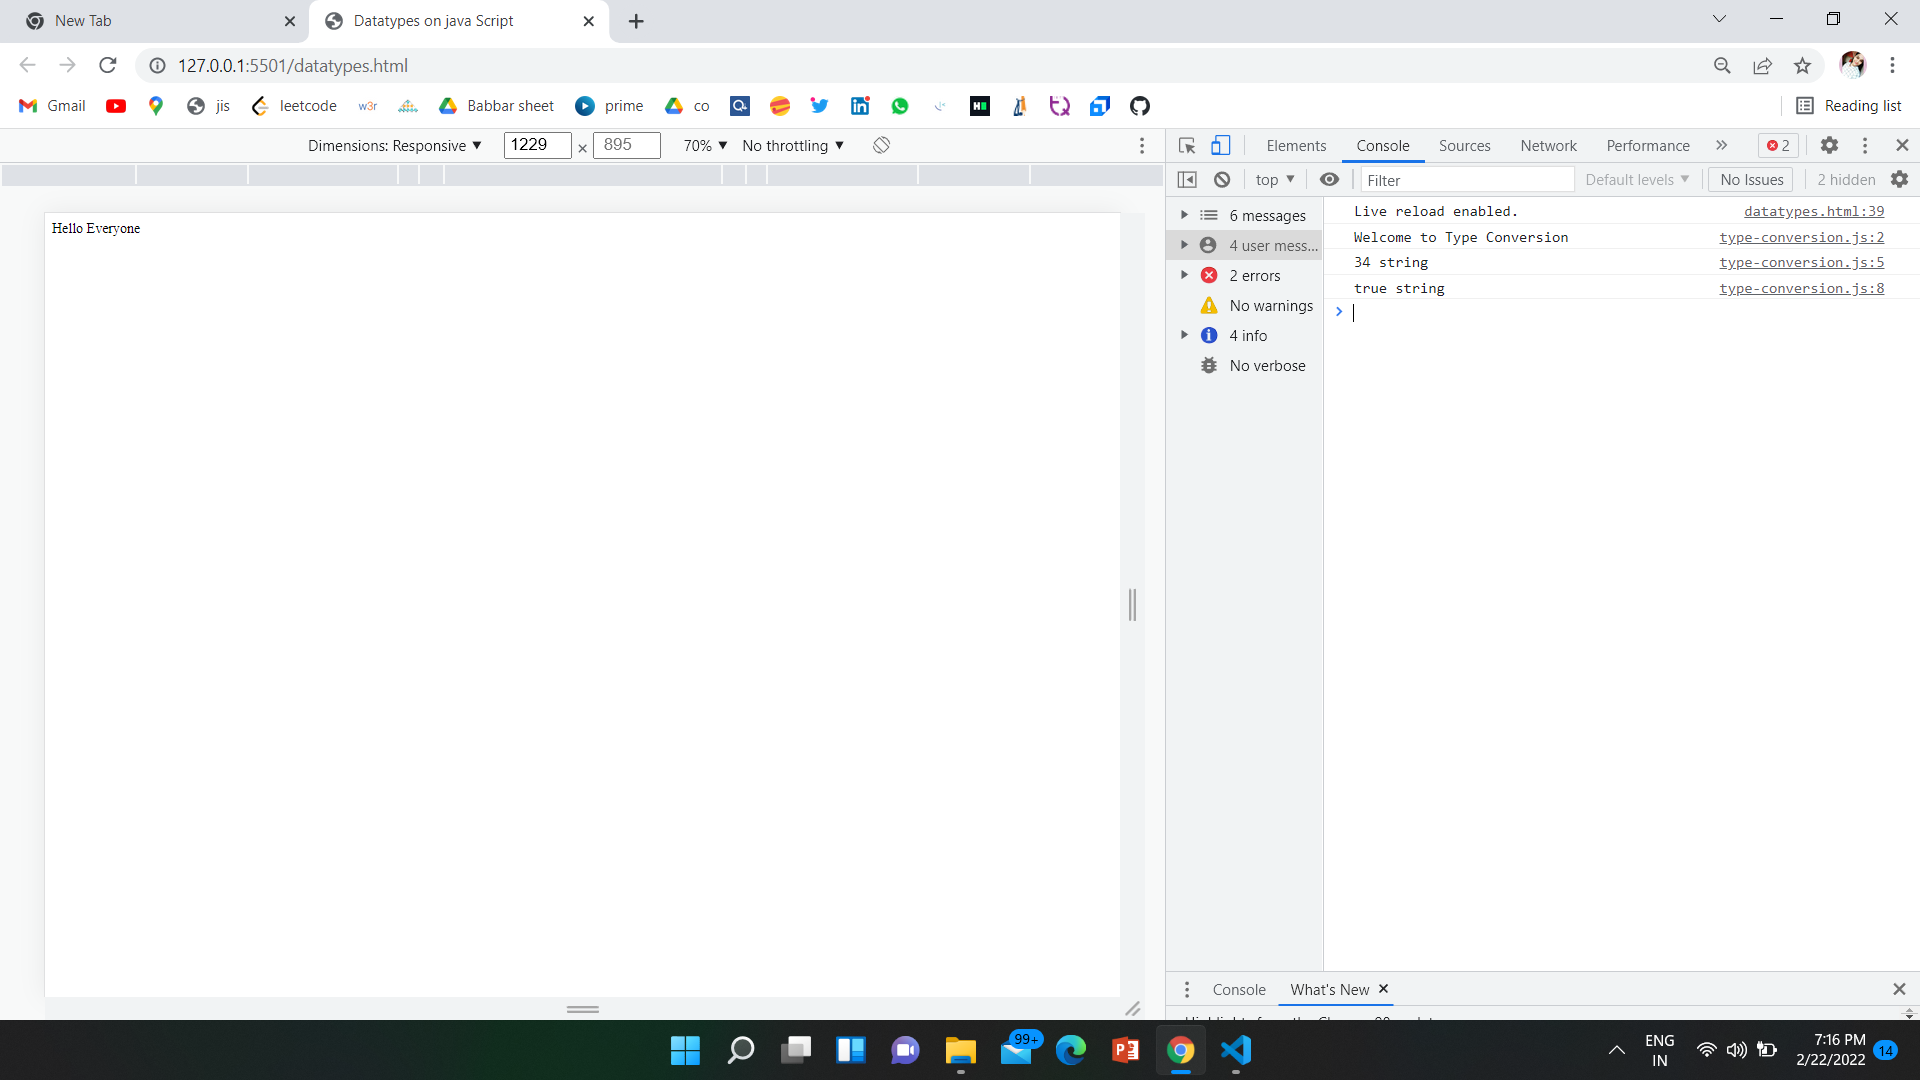 New Tab
Datatypes on java Script
127.0.0.1:5501/datatypes.html
Gmail
jis
leetcode
w3r
Babbar sheet
prime
co
Reading list
Dimensions: Responsive
1229
×
895
70%
No throttling
Elements
Console
Sources
Network
Performance
2
top
Filter
Default levels
No Issues
2 hidden
6 messages
4 user mess...
2 errors
No warnings
4 info
No verbose
Live reload enabled.
datatypes.html:39
Welcome to Type Conversion
type-conversion.js:2
34 string
type-conversion.js:5
true string
type-conversion.js:8
Hello Everyone
Console
What's New
99+
ENG
IN
7:16 PM
2/22/2022
14